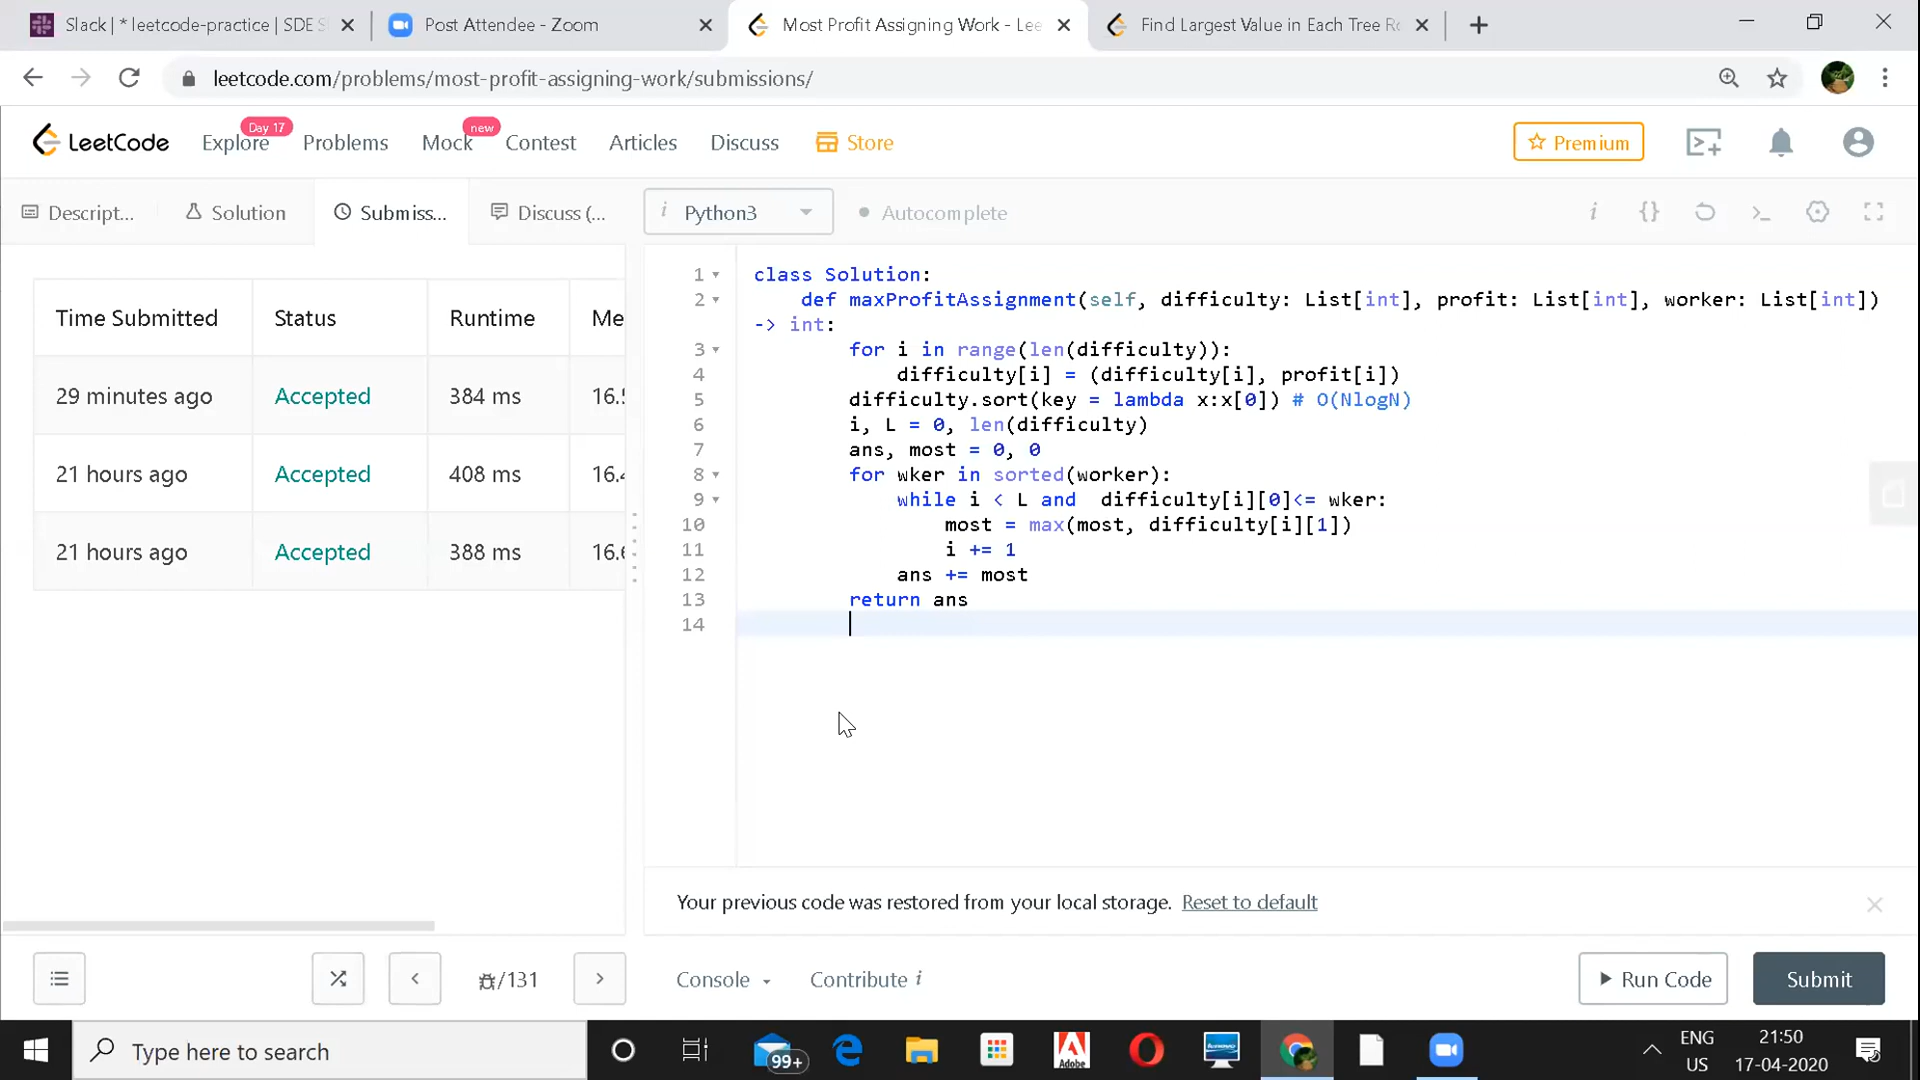 Slack | * leetcode-practice | SDE S
Post Attendee - Zoom
Most Profit Assigning Work - Lee
Find Largest Value in Each Tree Ro
leetcode.com/problems/most-profit-assigning-work/submissions/
LeetCode
Explore
Day 17
Problems
Mock
new
Contest
Articles
Discuss
Store
Premium
Descript...
Solution
Submiss...
Discuss (...
i Python3
Autocomplete
i {}
Time Submitted Status Runtime Me
29 minutes ago Accepted 384 ms 16.5
21 hours ago Accepted 408 ms 16.4
21 hours ago Accepted 388 ms 16.6
1 class Solution:
2 def maxProfitAssignment(self, difficulty: List[int], profit: List[int], worker: List[int])
-> int:
3 for i in range(len(difficulty)):
4 difficulty[i] = (difficulty[i], profit[i])
5 difficulty.sort(key = lambda x:x[0]) # O(NlogN)
6 i, L = 0, len(difficulty)
7 ans, most = 0, 0
8 for wker in sorted(worker):
9 while i < L and  difficulty[i][0]<= wker:
10 most = max(most, difficulty[i][1])
11 i += 1
12 ans += most
13 return ans
14
Your previous code was restored from your local storage. Reset to default
/131
Console
Contribute i
Run Code
Submit
Type here to search
99+
Adobe
ENG
US
21:50
17-04-2020